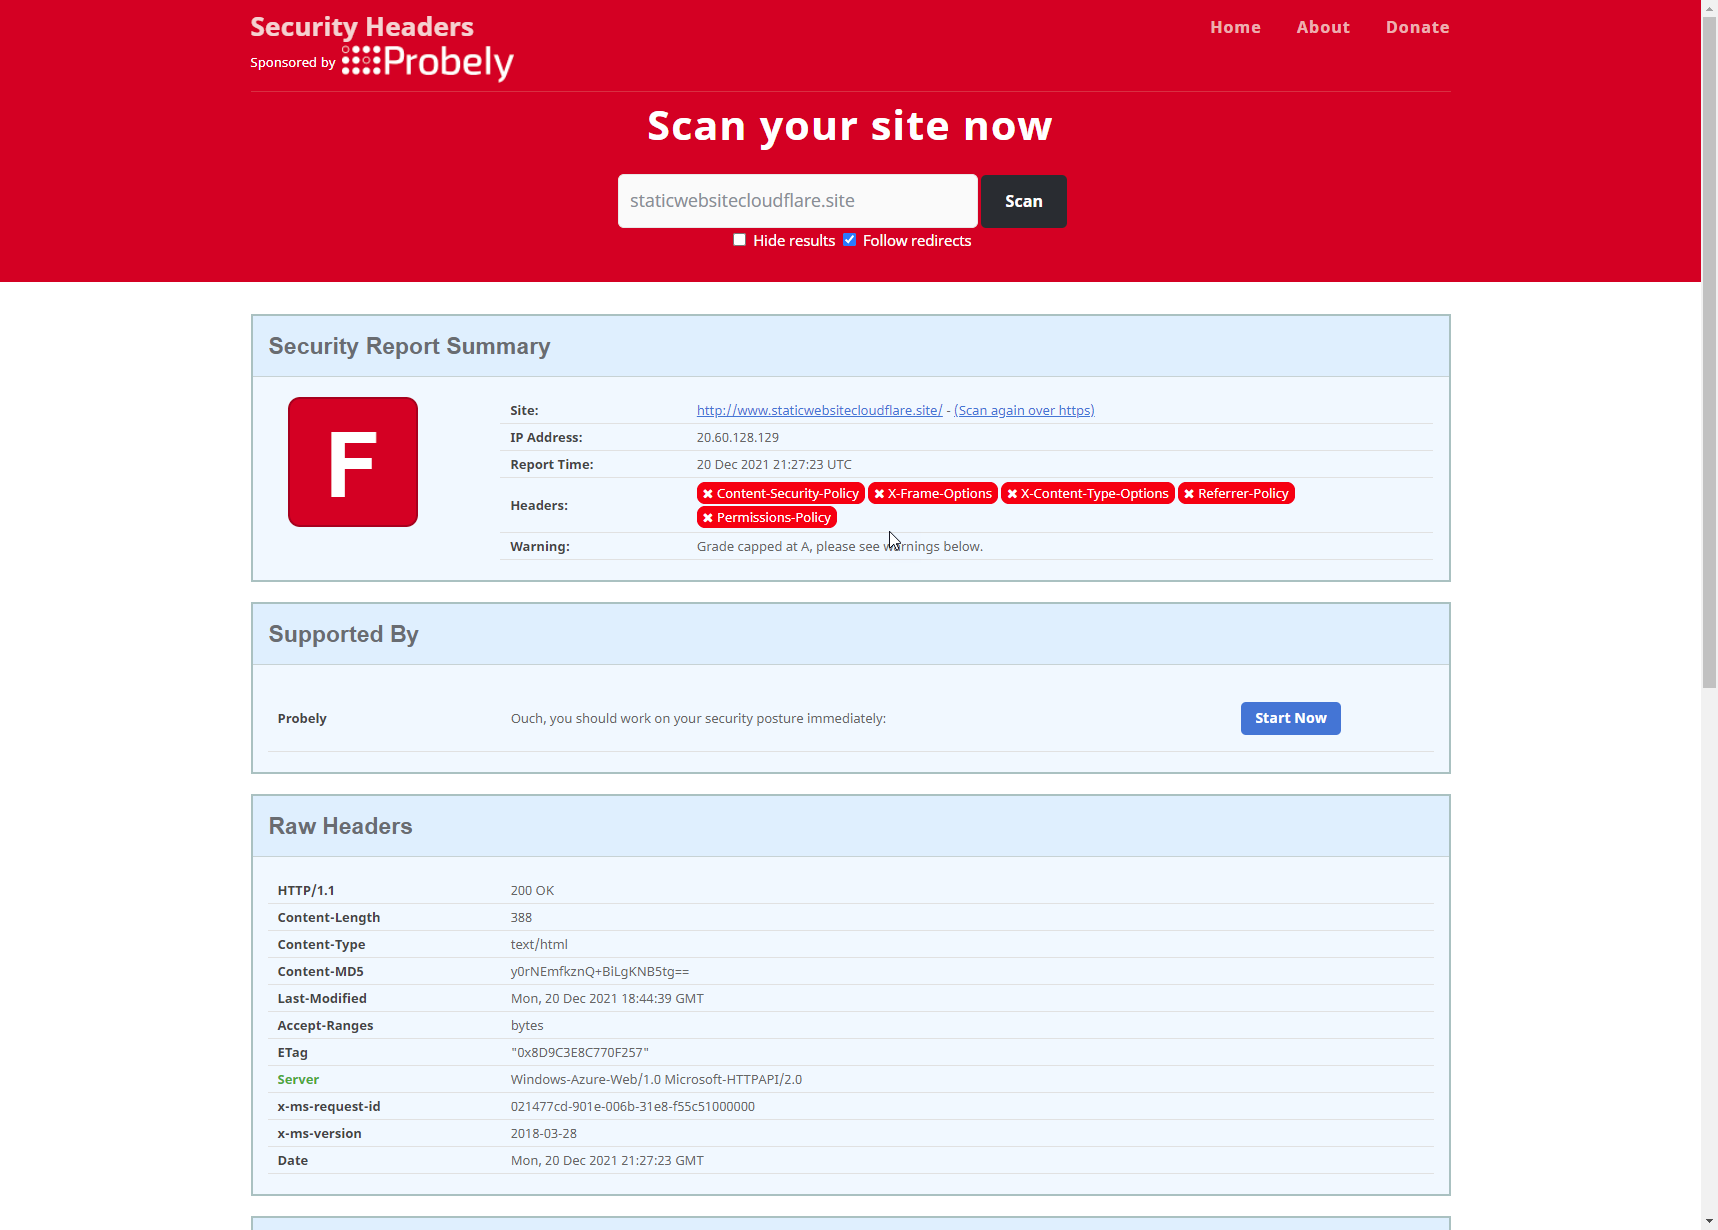 Security Headers
Home About Donate
Sponsored by Probely
Scan your site now
staticwebsitecloudflare.site Scan
Hide results Follow redirects
Security Report Summary
F
Site: http://www.staticwebsitecloudflare.site/ - (Scan again over https)
IP Address: 20.60.128.129
Report Time: 20 Dec 2021 21:27:23 UTC
Headers: Content-Security-Policy X-Frame-Options X-Content-Type-Options Referrer-Policy
Permissions-Policy
Warning: Grade capped at A, please see warnings below.
Supported By
Probely Ouch, you should work on your security posture immediately: Start Now
Raw Headers
HTTP/1.1 200 OK
Content-Length 388
Content-Type text/html
Content-MD5 y0rNEmfkznQ+BiLgKNB5tg==
Last-Modified Mon, 20 Dec 2021 18:44:39 GMT
Accept-Ranges bytes
ETag "0x8D9C3E8C770F257"
Server Windows-Azure-Web/1.0 Microsoft-HTTPAPI/2.0
x-ms-request-id 021477cd-901e-006b-31e8-f55c51000000
x-ms-version 2018-03-28
Date Mon, 20 Dec 2021 21:27:23 GMT